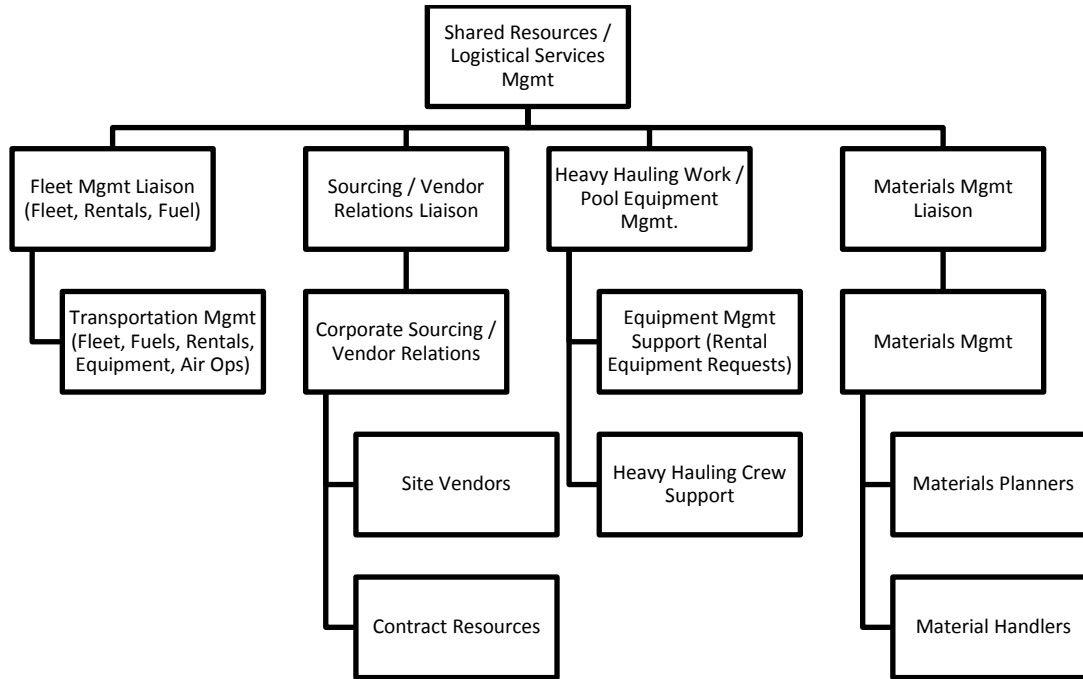 Shared Resources /
Logistical Services
Mgmt
Fleet Mgmt Liaison
(Fleet, Rentals, Fuel)
Sourcing / Vendor
Relations Liaison
Heavy Hauling Work /
Pool Equipment
Mgmt.
Materials Mgmt
Liaison
Transportation Mgmt
(Fleet, Fuels, Rentals,
Equipment, Air Ops)
Corporate Sourcing /
Vendor Relations
Equipment Mgmt
Support (Rental
Equipment Requests)
Materials Mgmt
Site Vendors
Heavy Hauling Crew
Support
Materials Planners
Contract Resources
Material Handlers